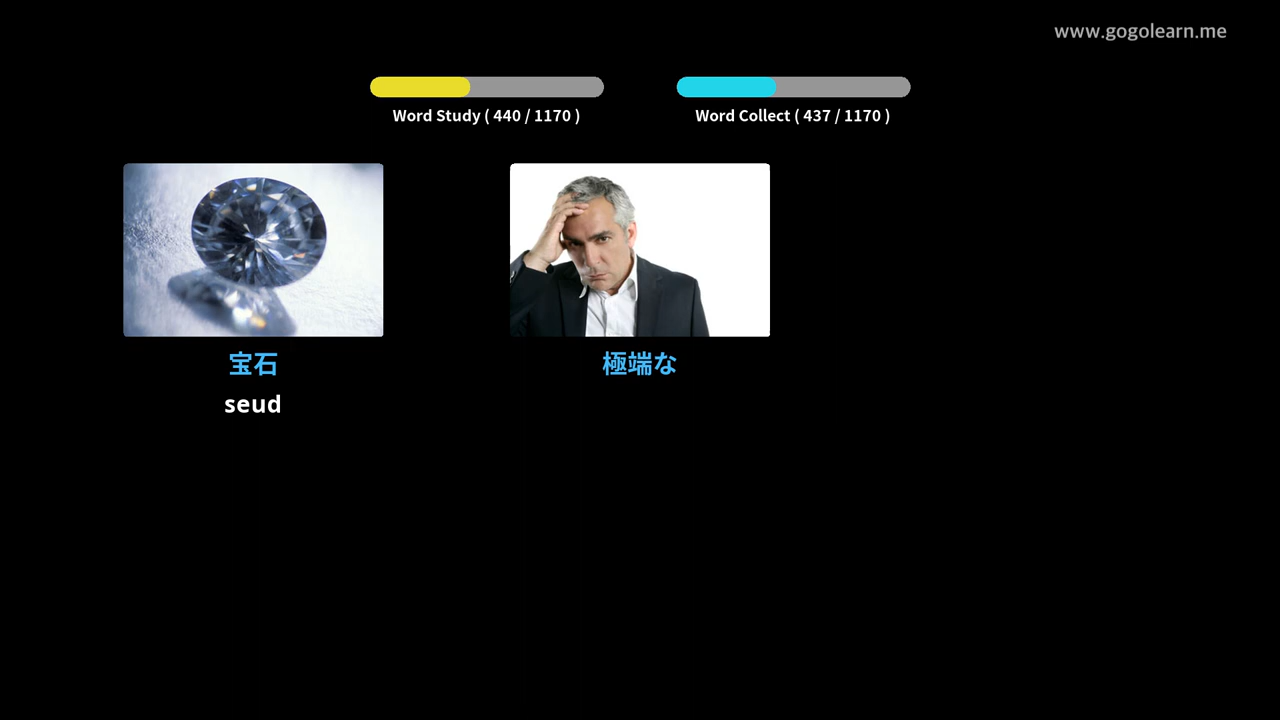 www.gogolearn.me
Word Study ( 440 / 1170 )
Word Collect ( 437 / 1170 )
宝石
極端な
seud